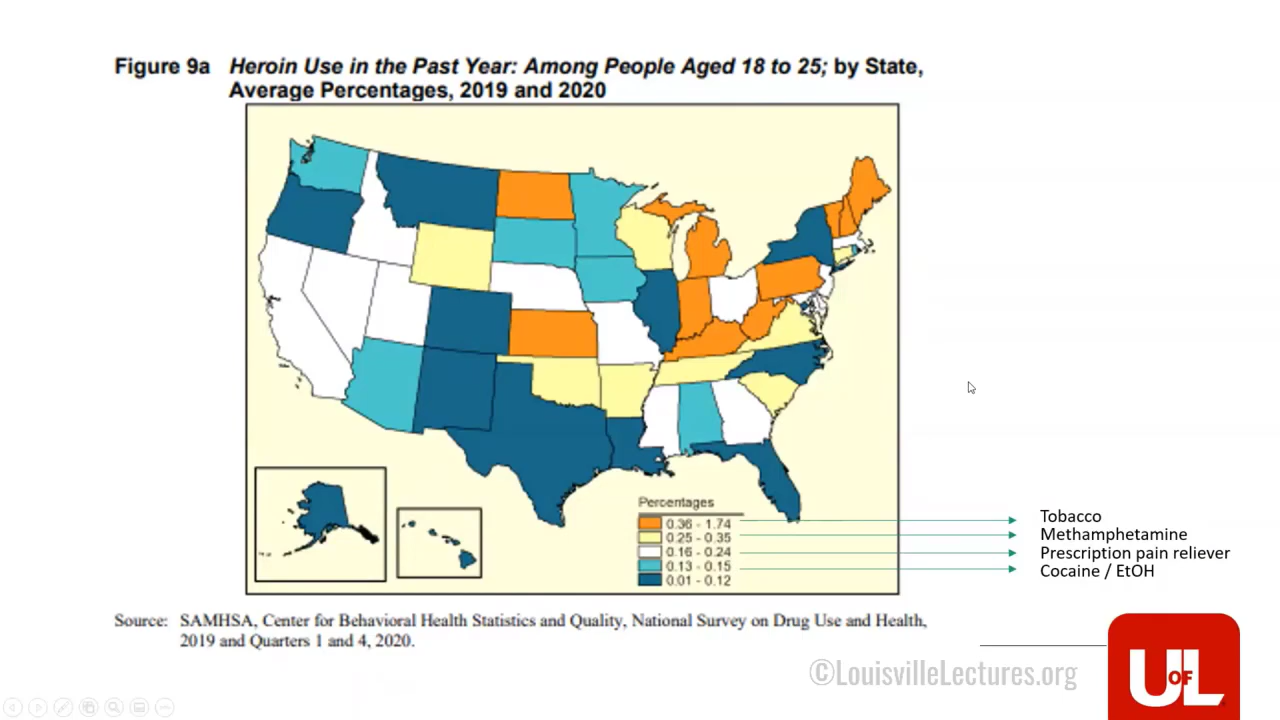 Figure 9a Heroin Use in the Past Year: Among People Aged 18 to 25; by State,
Average Percentages, 2019 and 2020
Percentages
0.36 - 1.74
0.25 - 0.35
0.16 - 0.24
0.13 - 0.15
0.01 - 0.12
Tobacco
Methamphetamine
Prescription pain reliever
Cocaine / EtOH
Source: SAMHSA, Center for Behavioral Health Statistics and Quality, National Survey on Drug Use and Health,
2019 and Quarters 1 and 4, 2020.
©LouisvilleLectures.org
UOFL